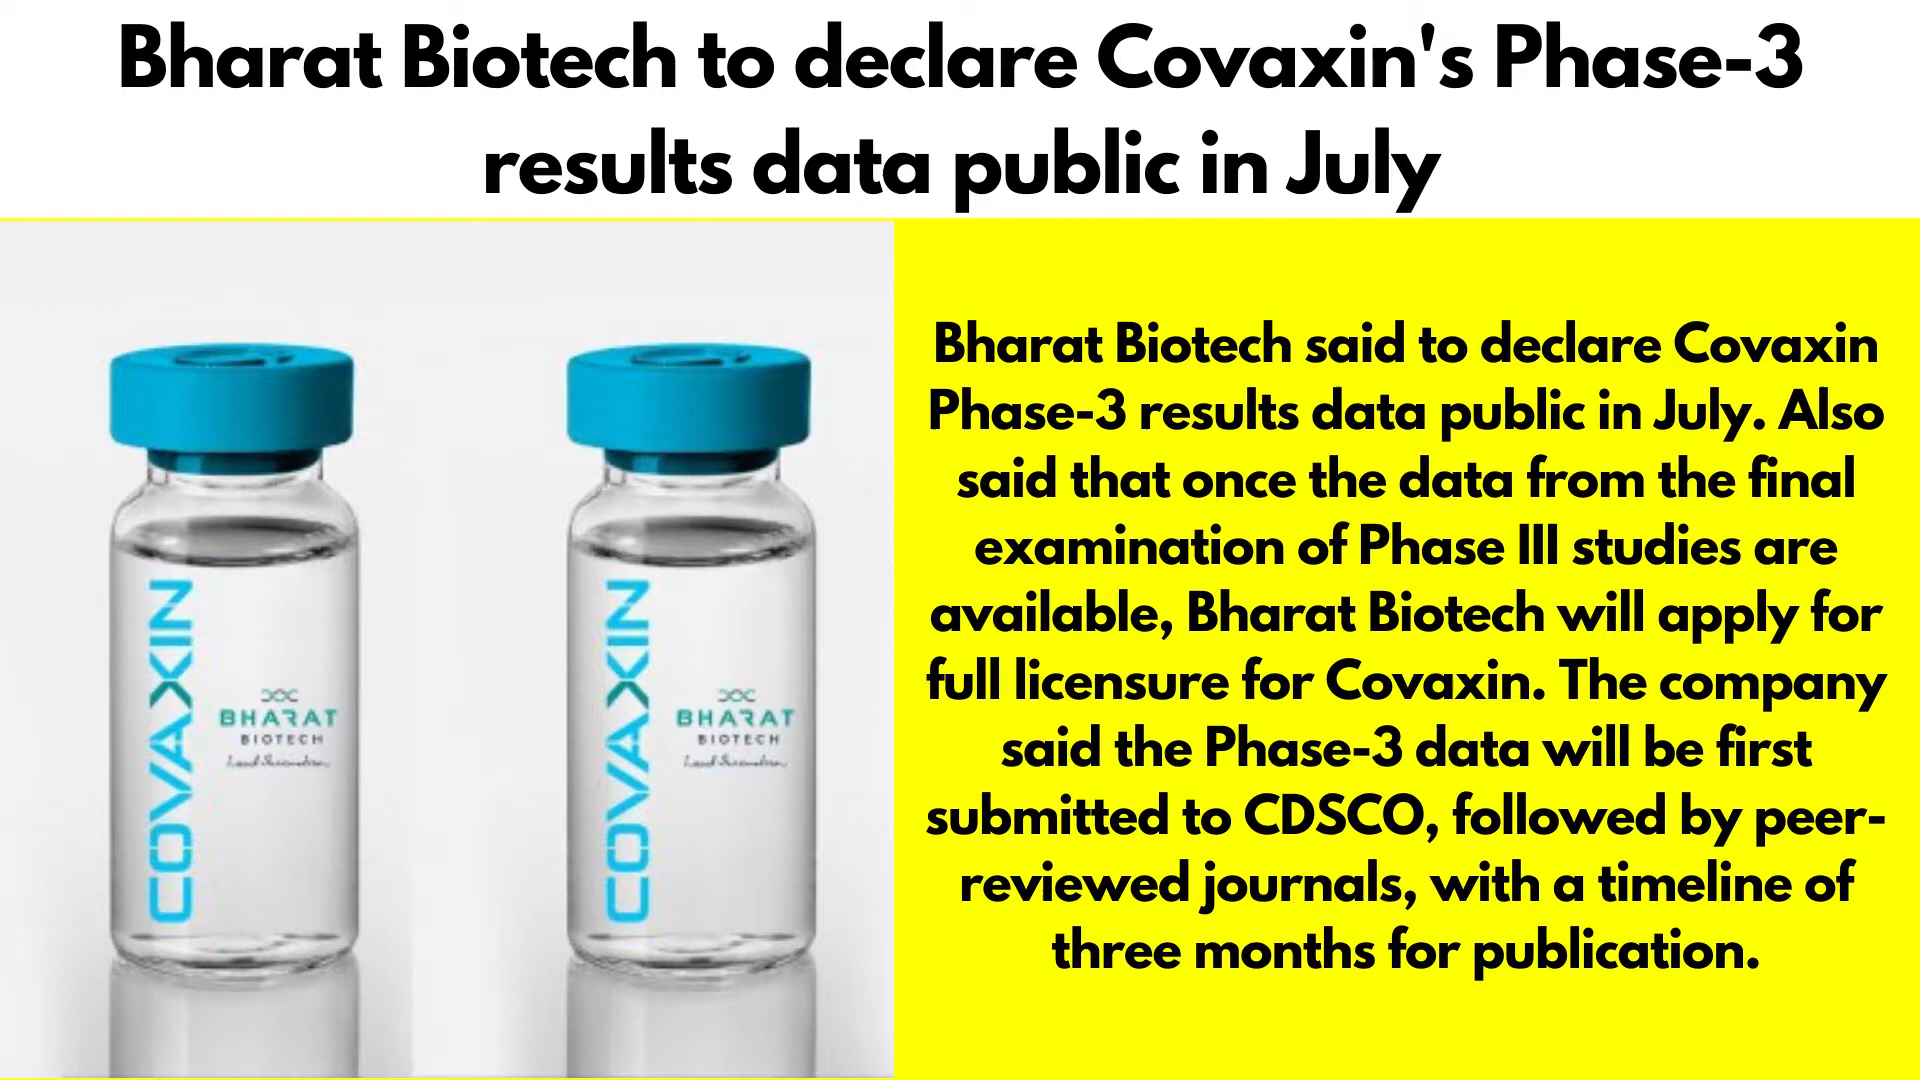 Bharat Biotech to declare Covaxin's Phase-3
results data public in July
COVAXIN
BHARAT
BIOTECH
COVAXIN
BHARAT
BIOTECH
Bharat Biotech said to declare Covaxin
Phase-3 results data public in July. Also
said that once the data from the final
examination of Phase III studies are
available, Bharat Biotech will apply for
full licensure for Covaxin. The company
said the Phase-3 data will be first
submitted to CDSCO, followed by peer-
reviewed journals, with a timeline of
three months for publication.